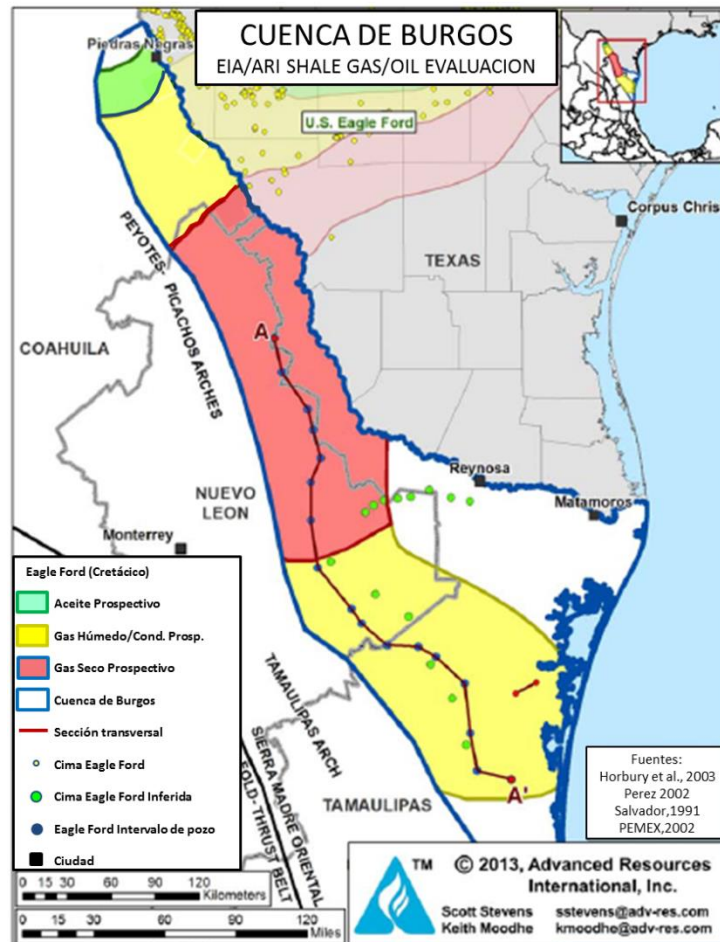 CUENCA DE BURGOS
EIA/ARI SHALE GAS/OIL EVALUACION
Piedras Negras
U.S. Eagle Ford
Corpus Chris
TEXAS
PEYOTES- PICACHOS ARCHES
COAHUILA
A
NUEVO
LEON
Reynosa
Matamoros
Monterrey
Eagle Ford (Cretácico)
Aceite Prospectivo
Gas Húmedo/Cond. Prosp.
Gas Seco Prospectivo
Cuenca de Burgos
Sección transversal
Cima Eagle Ford
Cima Eagle Ford Inferida
Eagle Ford Intervalo de pozo
Ciudad
TAMAULIPAS ARCH
SIERRA MADRE ORIENTAL
FOLD-THRUST BELT
TAMAULIPAS
A'
Fuentes:
Horbury et al., 2003
Perez 2002
Salvador,1991
PEMEX,2002
0 15 30 60 90 120
Kilometers
0 15 30 60 90 120
Miles
TM
© 2013, Advanced Resources
International, Inc.
Scott Stevens sstevens@adv-res.com
Keith Moodhe kmoodhe@adv-res.com